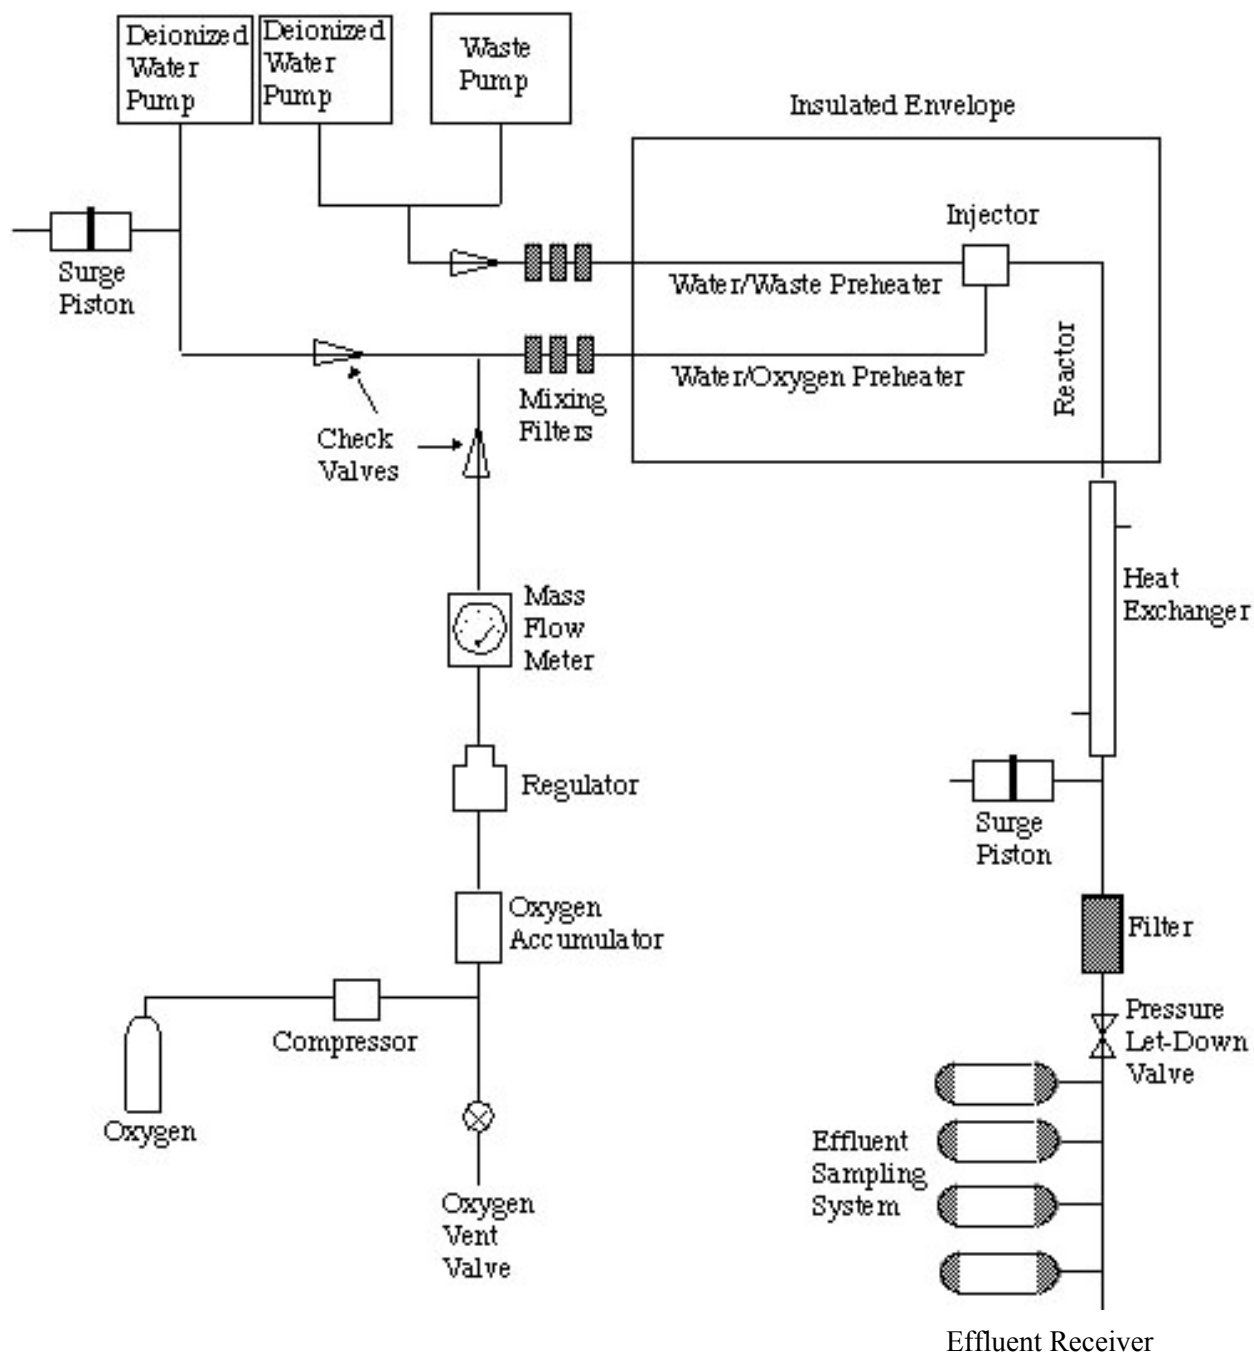 Deionized
Water
Pump
Deionized
Water
Pump
Waste
Pump
Insulated Envelope
Injector
Surge
Piston
Water/Waste Preheater
Water/Oxygen Preheater
Reactor
Mixing
Filters
Check
Valves
Heat
Exchanger
Mass
Flow
Meter
Regulator
Surge
Piston
Oxygen
Accumulator
Filter
Compressor
Pressure
Let-Down
Valve
Oxygen
Effluent
Sampling
System
Oxygen
Vent
Valve
Effluent Receiver